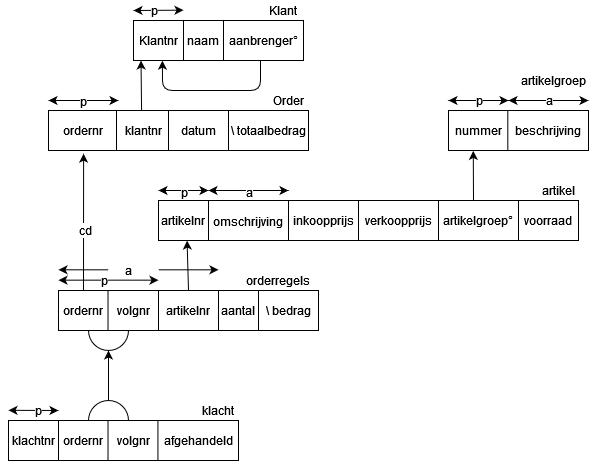 p Klant
Klantnr naam aanbrenger°
p Order
ordernr klantnr datum \ totaalbedrag
artikelgroep
p a
nummer beschrijving
cd
p a artikel
artikelnr omschrijving inkoopprijs verkoopprijs artikelgroep° voorraad
a
p orderregels
ordernr volgnr artikelnr aantal \ bedrag
p klacht
klachtnr ordernr volgnr afgehandeld